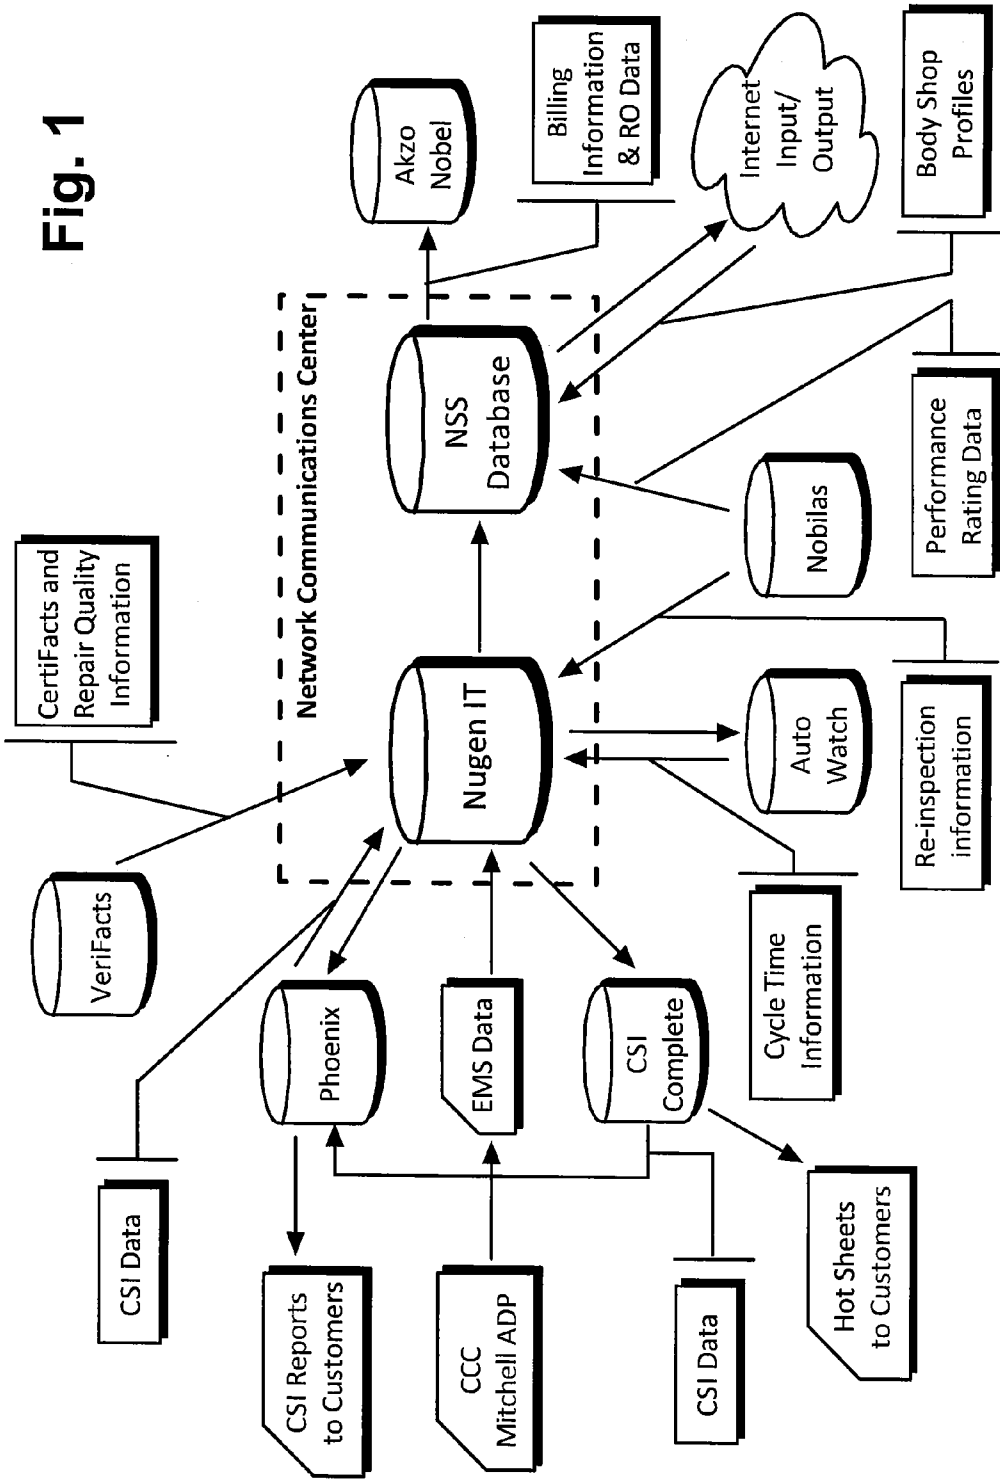 Fig. 1
CertiFacts and
Repair Quality
Information
VeriFacts
CSI Data
Network Communications Center
Akzo
Nobel
Billing
Information
& RO Data
CSI Reports
to Customers
Phoenix
CCC
Mitchell ADP
EMS Data
Nugen IT
NSS
Database
Internet
Input/
Output
CSI Data
CSI
Complete
Auto
Watch
Nobilas
Hot Sheets
to Customers
Cycle Time
Information
Re-inspection
information
Performance
Rating Data
Body Shop
Profiles